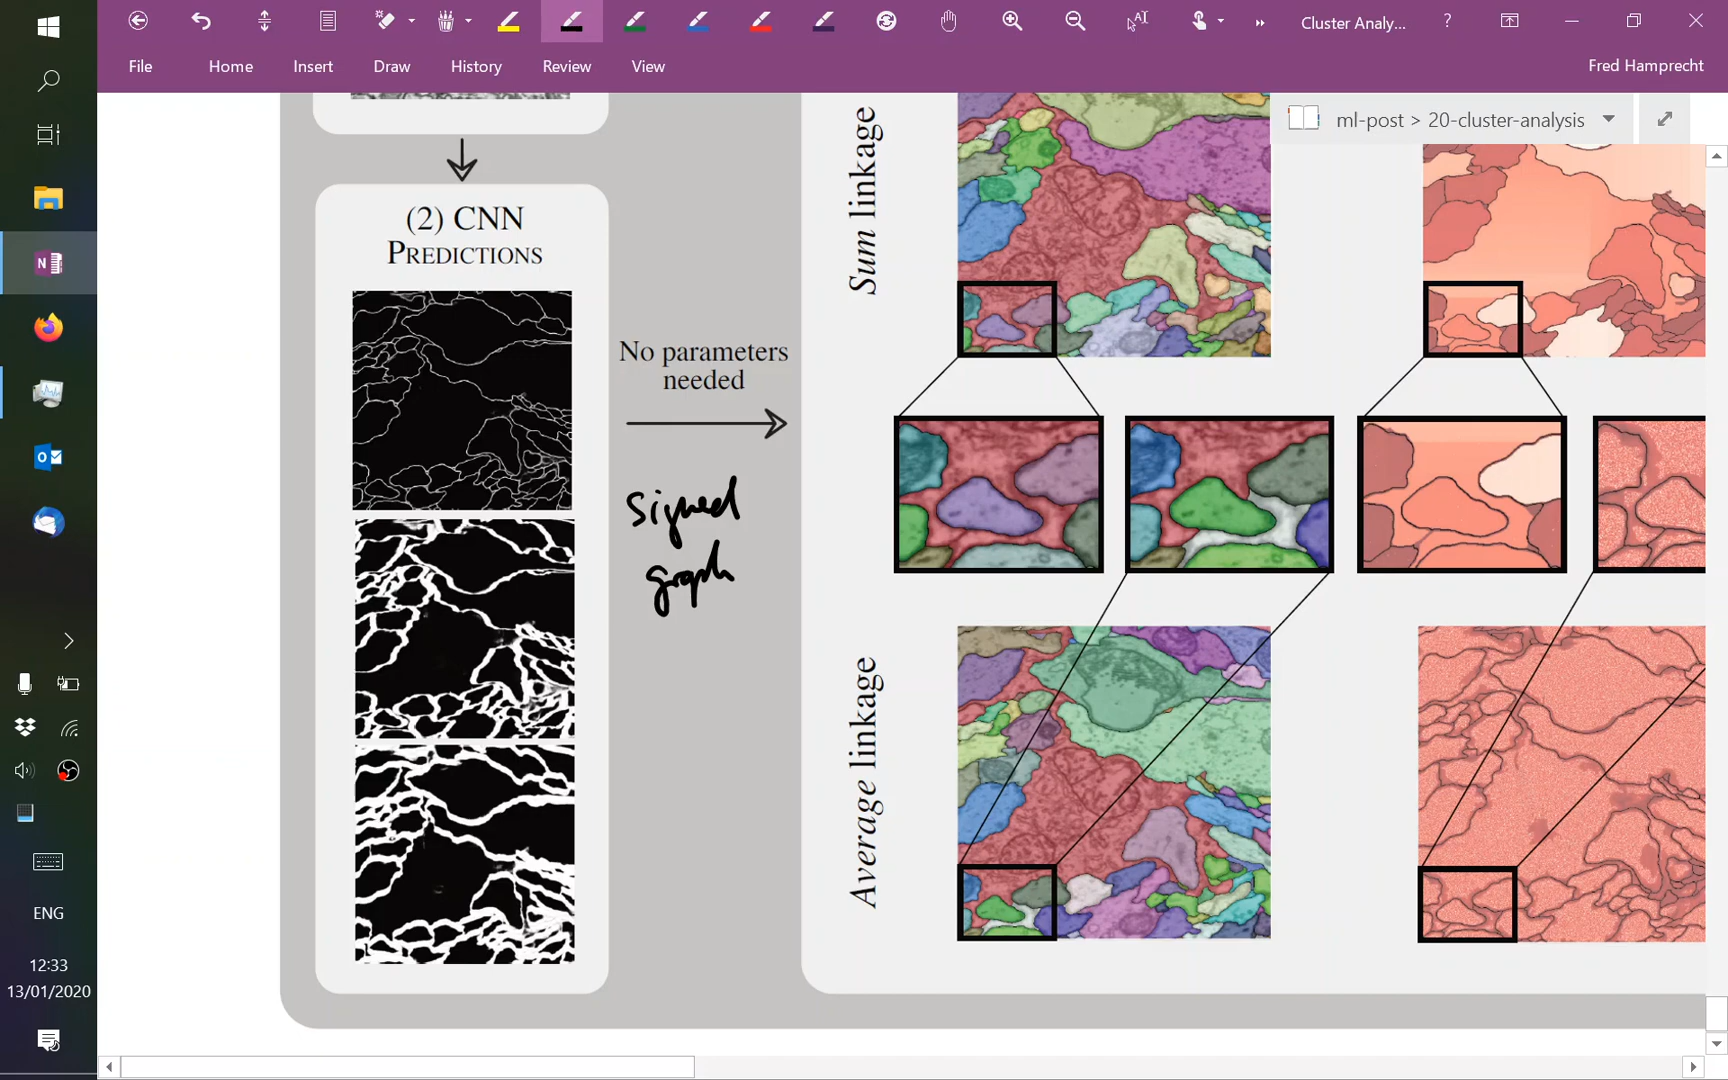 Cluster Analy...
?
File
Home
Insert
Draw
History
Review
View
Fred Hamprecht
ml-post > 20-cluster-analysis
(2) CNN
PREDICTIONS
No parameters
needed
signed
graph
Sum linkage
Average linkage
ENG
12:33
13/01/2020